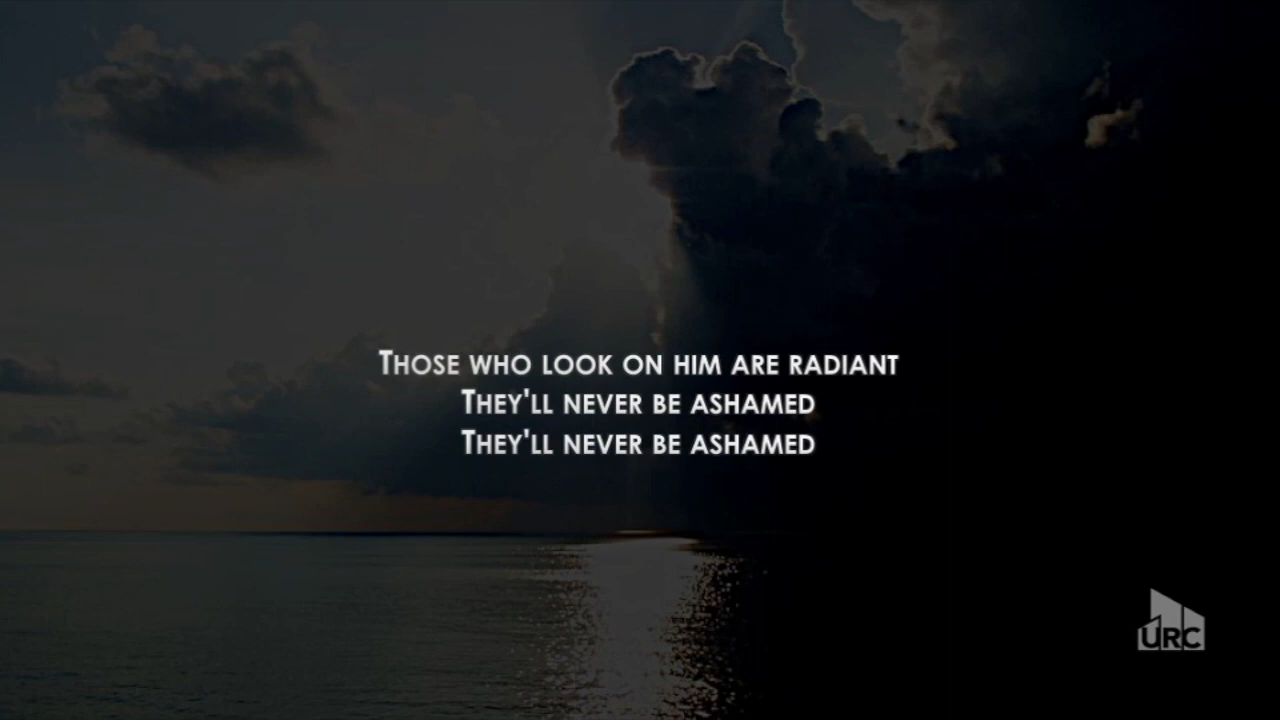 Those who look on Him are radiant
They'll never be ashamed
They'll never be ashamed
URC